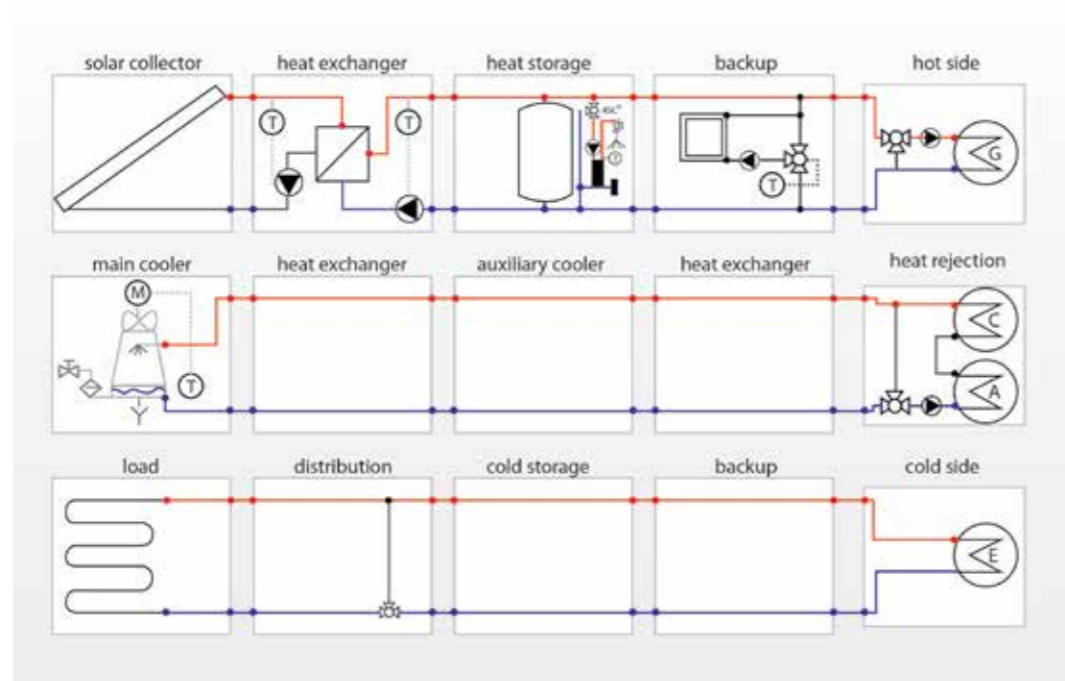 solar collector
heat exchanger
heat storage
backup
hot side
T
T
T
G
main cooler
heat exchanger
auxiliary cooler
heat exchanger
heat rejection
M
T
C
A
load
distribution
cold storage
backup
cold side
E